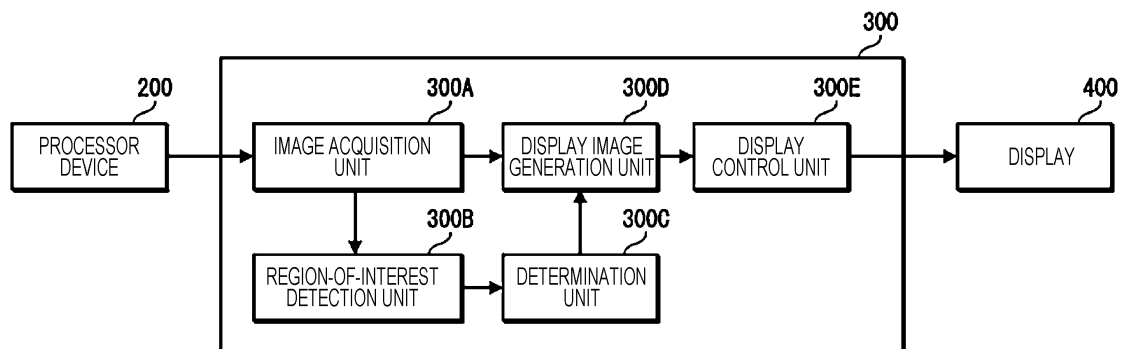 300
200
300A
300D
300E
400
PROCESSOR
DEVICE
IMAGE ACQUISITION
UNIT
DISPLAY IMAGE
GENERATION UNIT
DISPLAY
CONTROL UNIT
DISPLAY
300B
300C
REGION-OF-INTEREST
DETECTION UNIT
DETERMINATION
UNIT